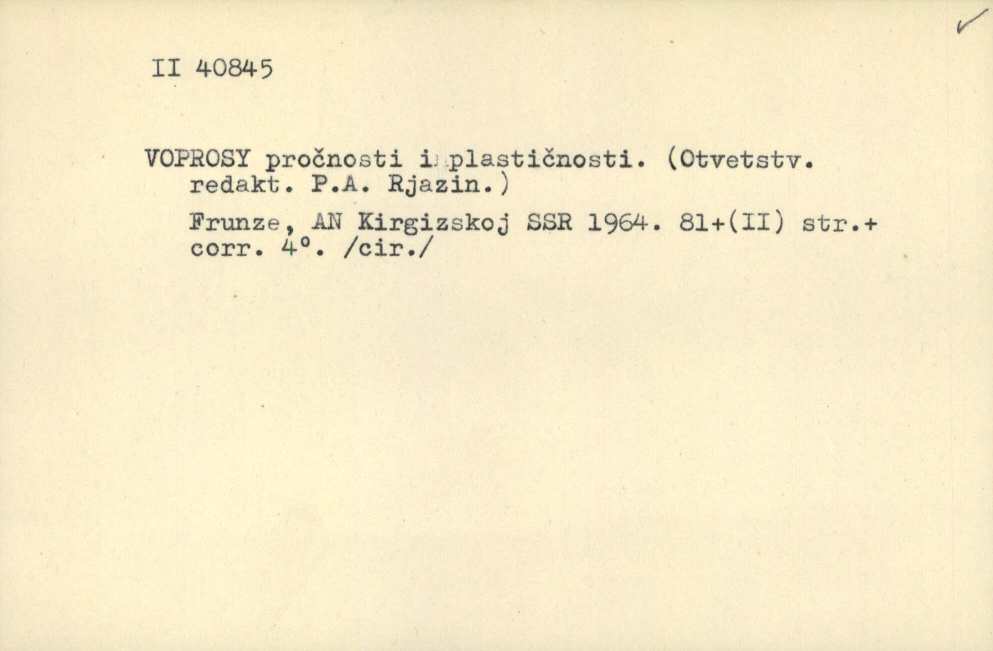 II 40845
VOPROSY pročnosti i plastičnosti. (Otvetstv.
redakt. P.A. Rjazin.)
Frunze, AN Kirgizskoj SSR 1964. 81+(II) str.+
corr. 4°. /cir./